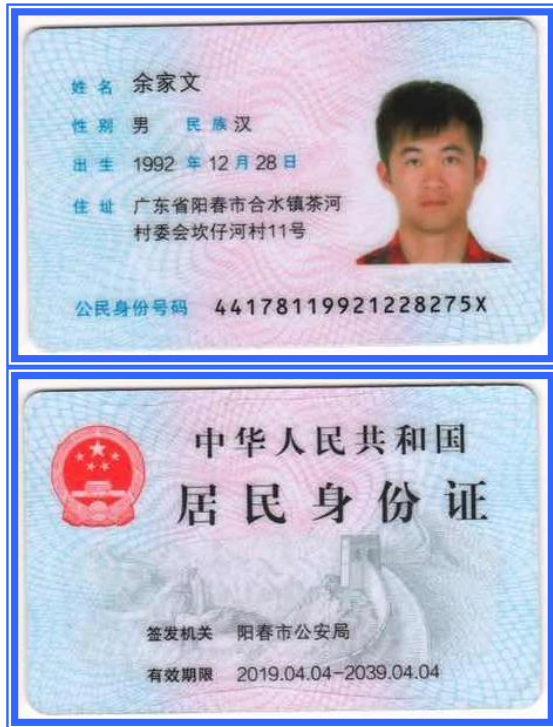 姓名 余家文
性别 男 民族 汉
出生 1992 年 12 月 28 日
住址 广东省阳春市合水镇茶河
村委会坎仔河村11号
公民身份号码 44178119921228275X
中华人民共和国
居民身份证
签发机关 阳春市公安局
有效期限 2019.04.04-2039.04.04